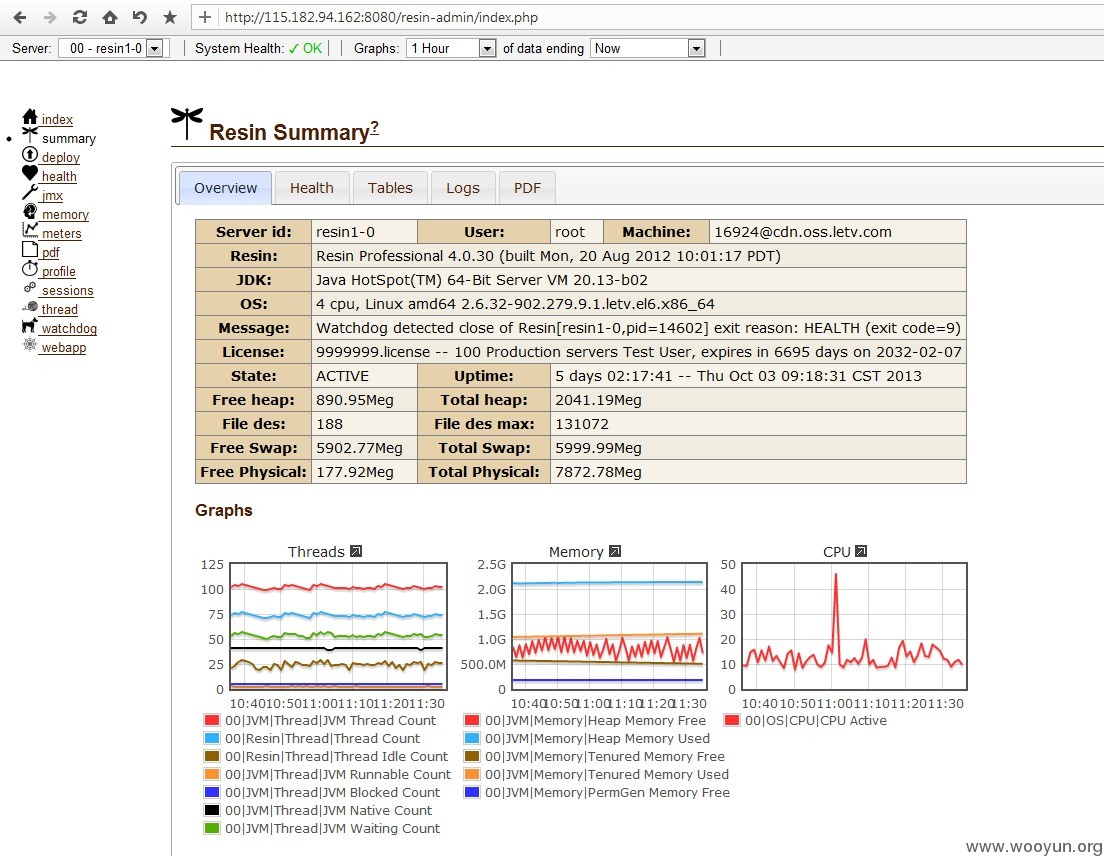 http://115.182.94.162:8080/resin-admin/index.php
Server: 00 - resin1-0 System Health: ✓ OK Graphs: 1 Hour of data ending Now
index
summary
deploy
health
jmx
memory
meters
pdf
profile
sessions
thread
watchdog
webapp
Resin Summary?
Overview Health Tables Logs PDF
Server id: resin1-0 User: root Machine: 16924@cdn.oss.letv.com
Resin: Resin Professional 4.0.30 (built Mon, 20 Aug 2012 10:01:17 PDT)
JDK: Java HotSpot(TM) 64-Bit Server VM 20.13-b02
OS: 4 cpu, Linux amd64 2.6.32-902.279.9.1.letv.el6.x86_64
Message: Watchdog detected close of Resin[resin1-0,pid=14602] exit reason: HEALTH (exit code=9)
License: 9999999.license -- 100 Production servers Test User, expires in 6695 days on 2032-02-07
State: ACTIVE Uptime: 5 days 02:17:41 -- Thu Oct 03 09:18:31 CST 2013
Free heap: 890.95Meg Total heap: 2041.19Meg
File des: 188 File des max: 131072
Free Swap: 5902.77Meg Total Swap: 5999.99Meg
Free Physical: 177.92Meg Total Physical: 7872.78Meg
Graphs
Threads
125
100
75
50
25
0
10:40 10:50 11:00 11:10 11:20 11:30
00|JVM|Thread|JVM Thread Count
00|Resin|Thread|Thread Count
00|Resin|Thread|Thread Idle Count
00|JVM|Thread|JVM Runnable Count
00|JVM|Thread|JVM Blocked Count
00|JVM|Thread|JVM Native Count
00|JVM|Thread|JVM Waiting Count
Memory
2.5G
2.0G
1.5G
1.0G
500.0M
0
10:40 10:50 11:00 11:10 11:20 11:30
00|JVM|Memory|Heap Memory Free
00|JVM|Memory|Heap Memory Used
00|JVM|Memory|Tenured Memory Free
00|JVM|Memory|Tenured Memory Used
00|JVM|Memory|PermGen Memory Free
CPU
50
40
30
20
10
0
10:40 10:50 11:00 11:10 11:20 11:30
00|OS|CPU|CPU Active
www.wooyun.org